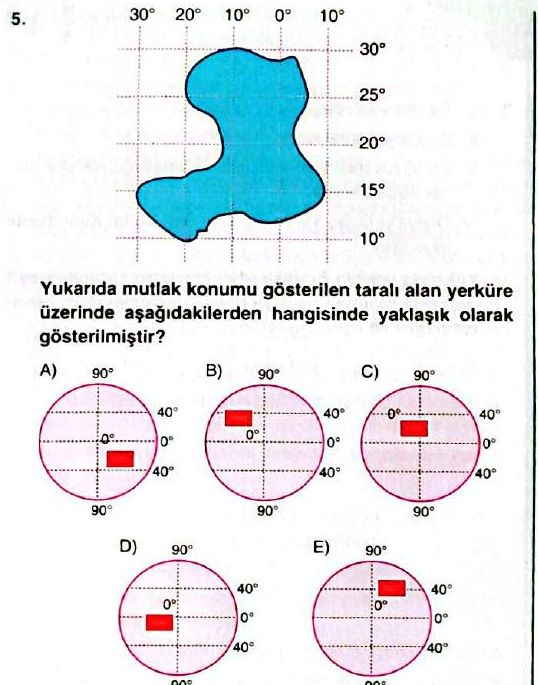 5.
30° 20° 10° 0° 10°
30°
25°
20°
15°
10°
Yukarıda mutlak konumu gösterilen taralı alan yerküre
üzerinde aşağıdakilerden hangisinde yaklaşık olarak
gösterilmiştir?
A) B) C)
90° 90° 90°
40° 40° 0° 40°
0° 0° 0° 0° 0°
40° 40° 40°
90° 90° 90°
D) E)
90° 90°
40° 40°
0° 0° 0° 0°
40° 40°
90° 90°